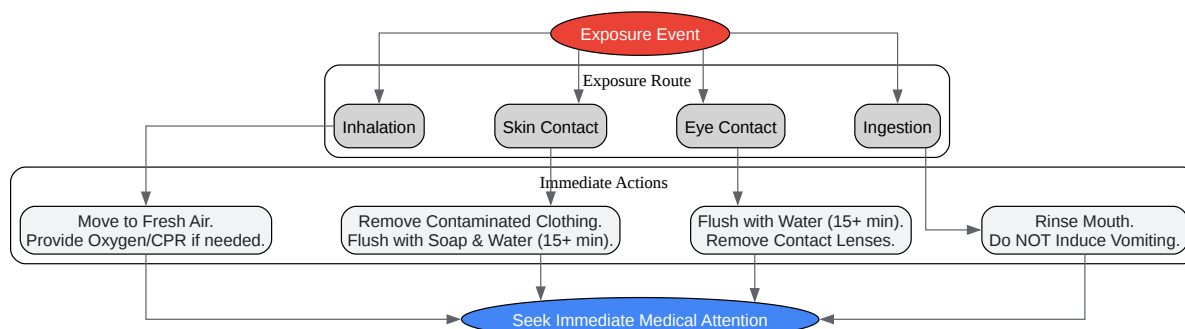 Exposure Event
Exposure Route
Inhalation
Skin Contact
Eye Contact
Ingestion
Immediate Actions
Move to Fresh Air.
Provide Oxygen/CPR if needed.
Remove Contaminated Clothing.
Flush with Soap & Water (15+ min).
Flush with Water (15+ min).
Remove Contact Lenses.
Rinse Mouth.
Do NOT Induce Vomiting.
Seek Immediate Medical Attention